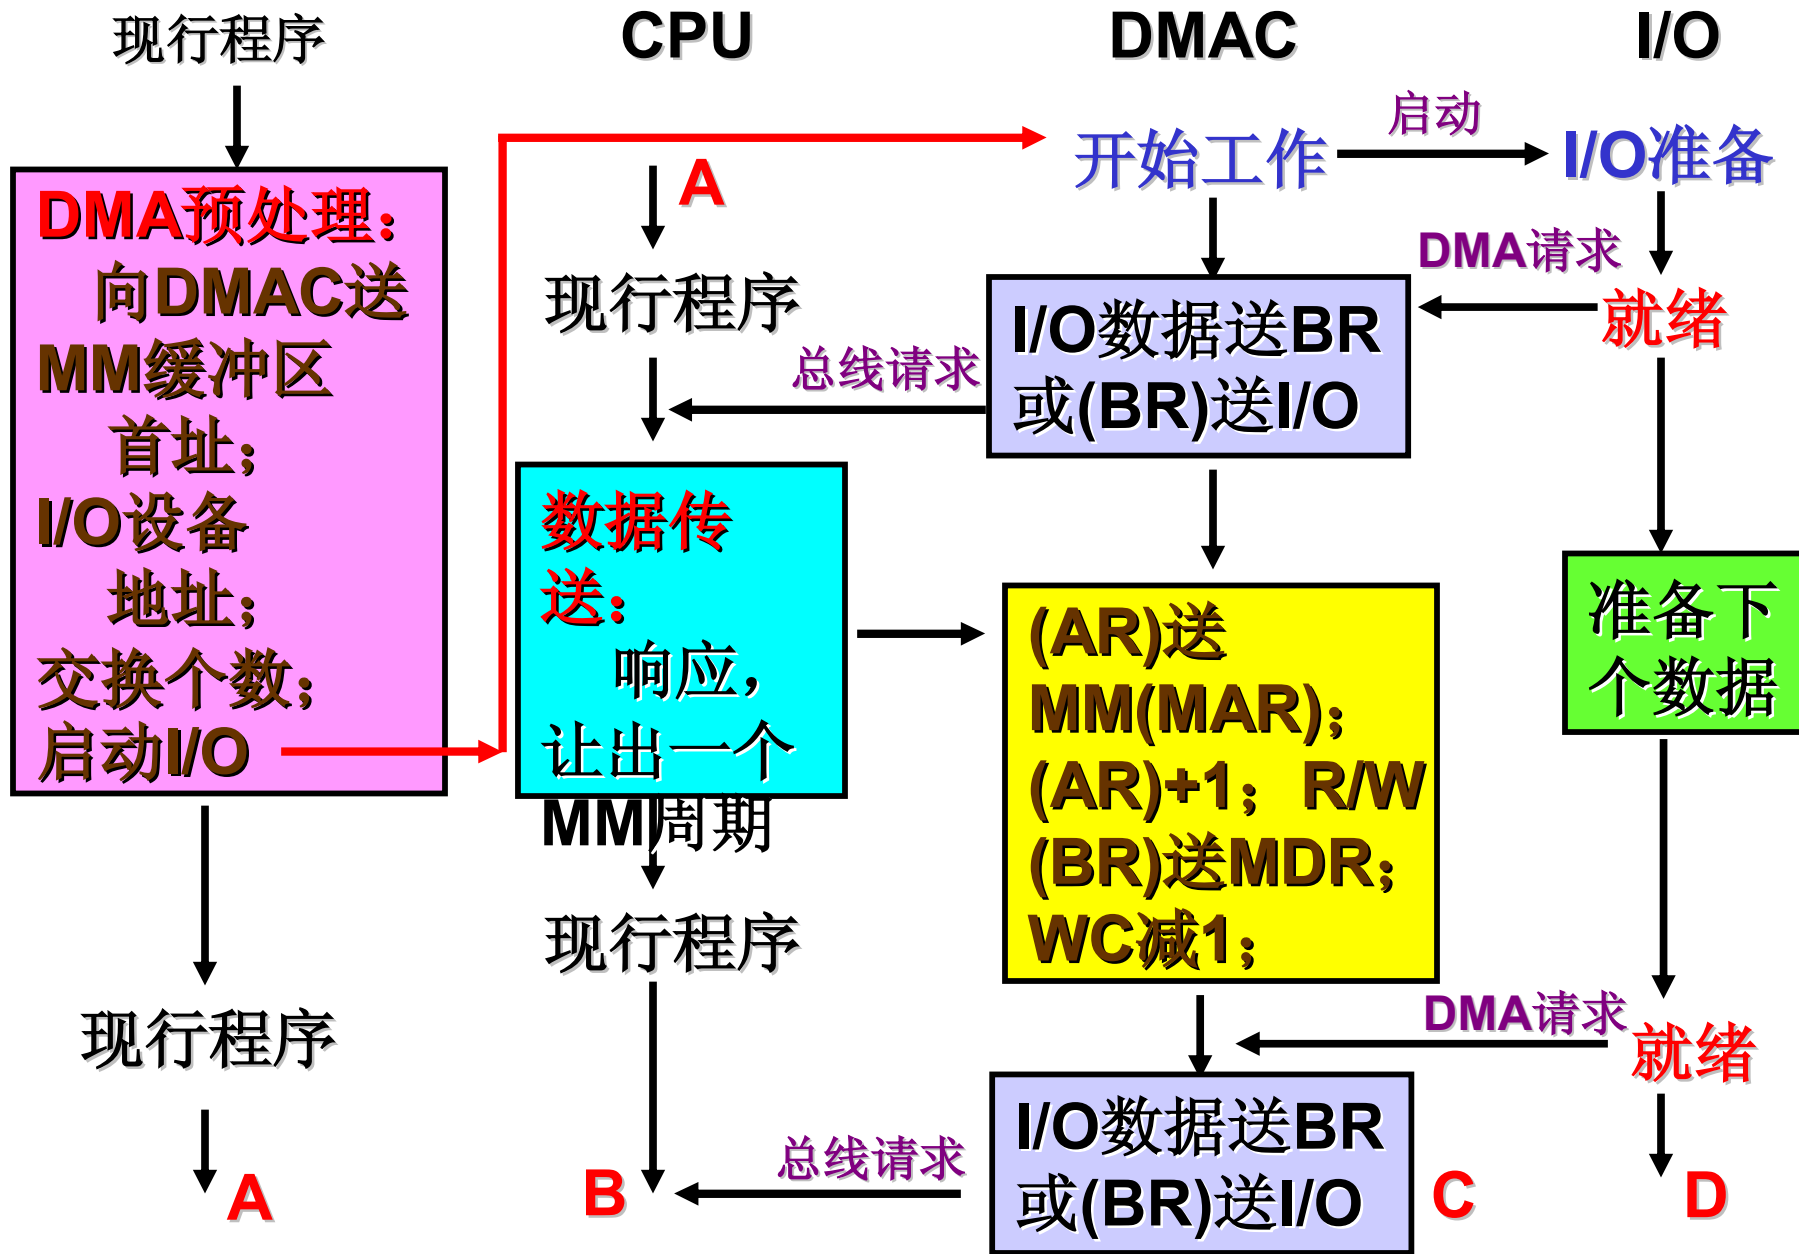 现行程序
CPU
DMAC
I/O
DMA预处理：
向DMAC送
MM缓冲区
首址；
I/O设备
地址；
交换个数；
启动I/O
现行程序
A
A
现行程序
总线请求
数据传
送：
响应，
让出一个
MM周期
现行程序
B
总线请求
开始工作
启动
I/O数据送BR
或(BR)送I/O
(AR)送
MM(MAR)；
(AR)+1； R/W
(BR)送MDR；
WC减1；
I/O数据送BR
或(BR)送I/O
C
I/O准备
DMA请求
就绪
准备下
个数据
DMA请求
就绪
D